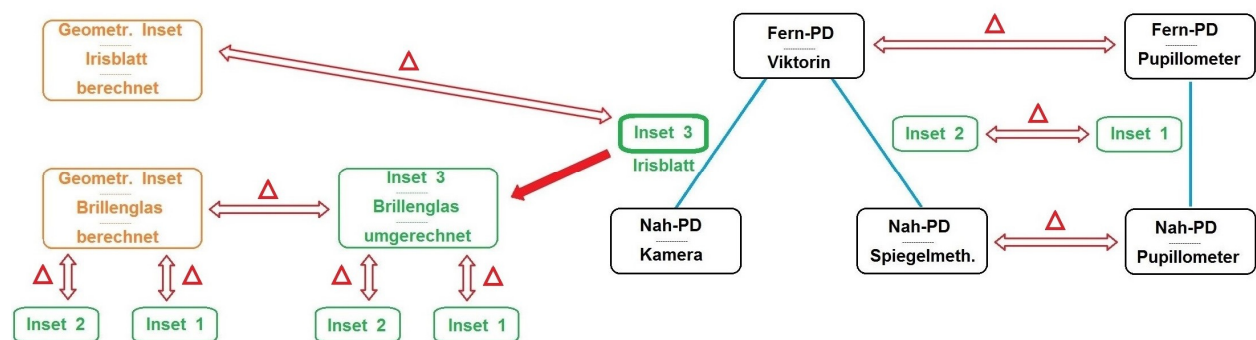 Geometr. Inset
Irisblatt
berechnet
Δ
Fern-PD
Viktorin
Δ
Fern-PD
Pupillometer
Inset 3
Irisblatt
Inset 2
Δ
Inset 1
Geometr. Inset
Brillenglas
berechnet
Δ
Inset 3
Brillenglas
umgerechnet
Nah-PD
Kamera
Nah-PD
Spiegelmeth.
Δ
Nah-PD
Pupillometer
Δ
Δ
Δ
Δ
Inset 2
Inset 1
Inset 2
Inset 1